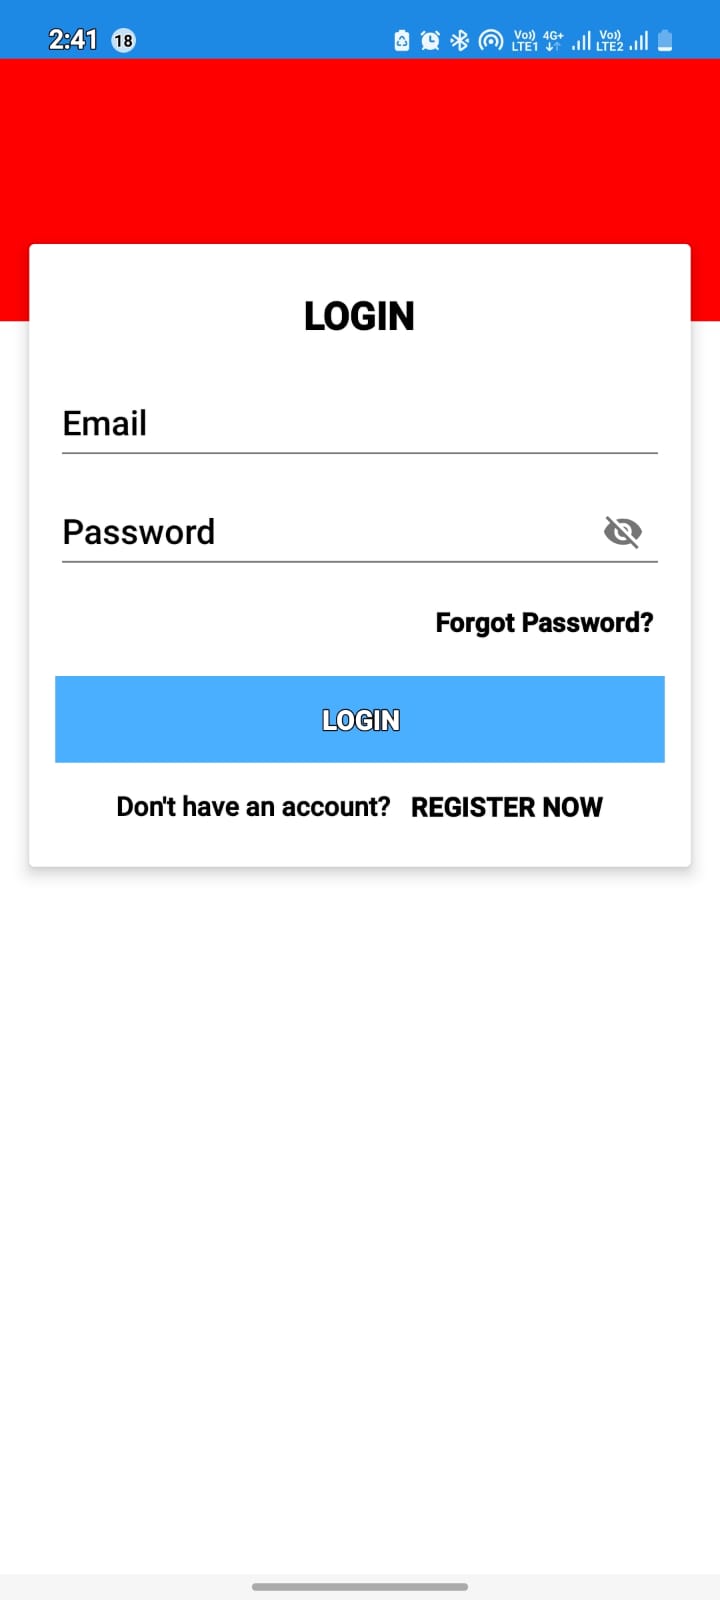 2:41 18 Vo)) LTE1 4G+ Vo)) LTE2
LOGIN
Email
Password
Forgot Password?
LOGIN
Don't have an account? REGISTER NOW